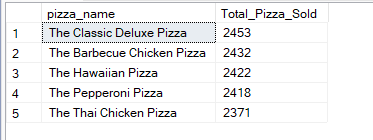 pizza_name Total_Pizza_Sold
1 The Classic Deluxe Pizza 2453
2 The Barbecue Chicken Pizza 2432
3 The Hawaiian Pizza 2422
4 The Pepperoni Pizza 2418
5 The Thai Chicken Pizza 2371